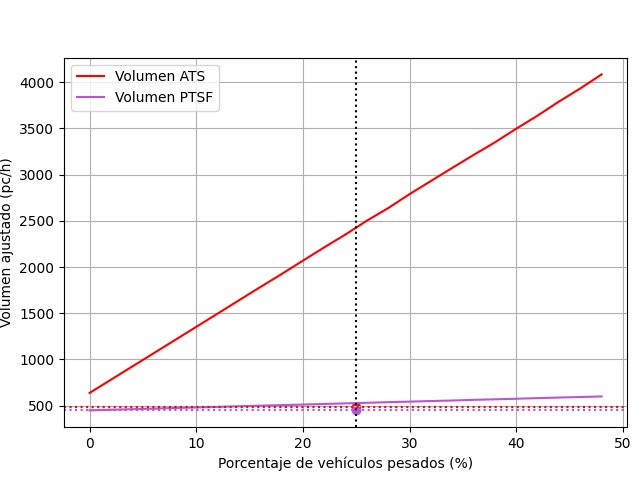 Volumen ATS
Volumen PTSF
4000
3500
3000
2500
2000
1500
1000
500
Volumen ajustado (pc/h)
0 10 20 30 40 50
Porcentaje de vehículos pesados (%)